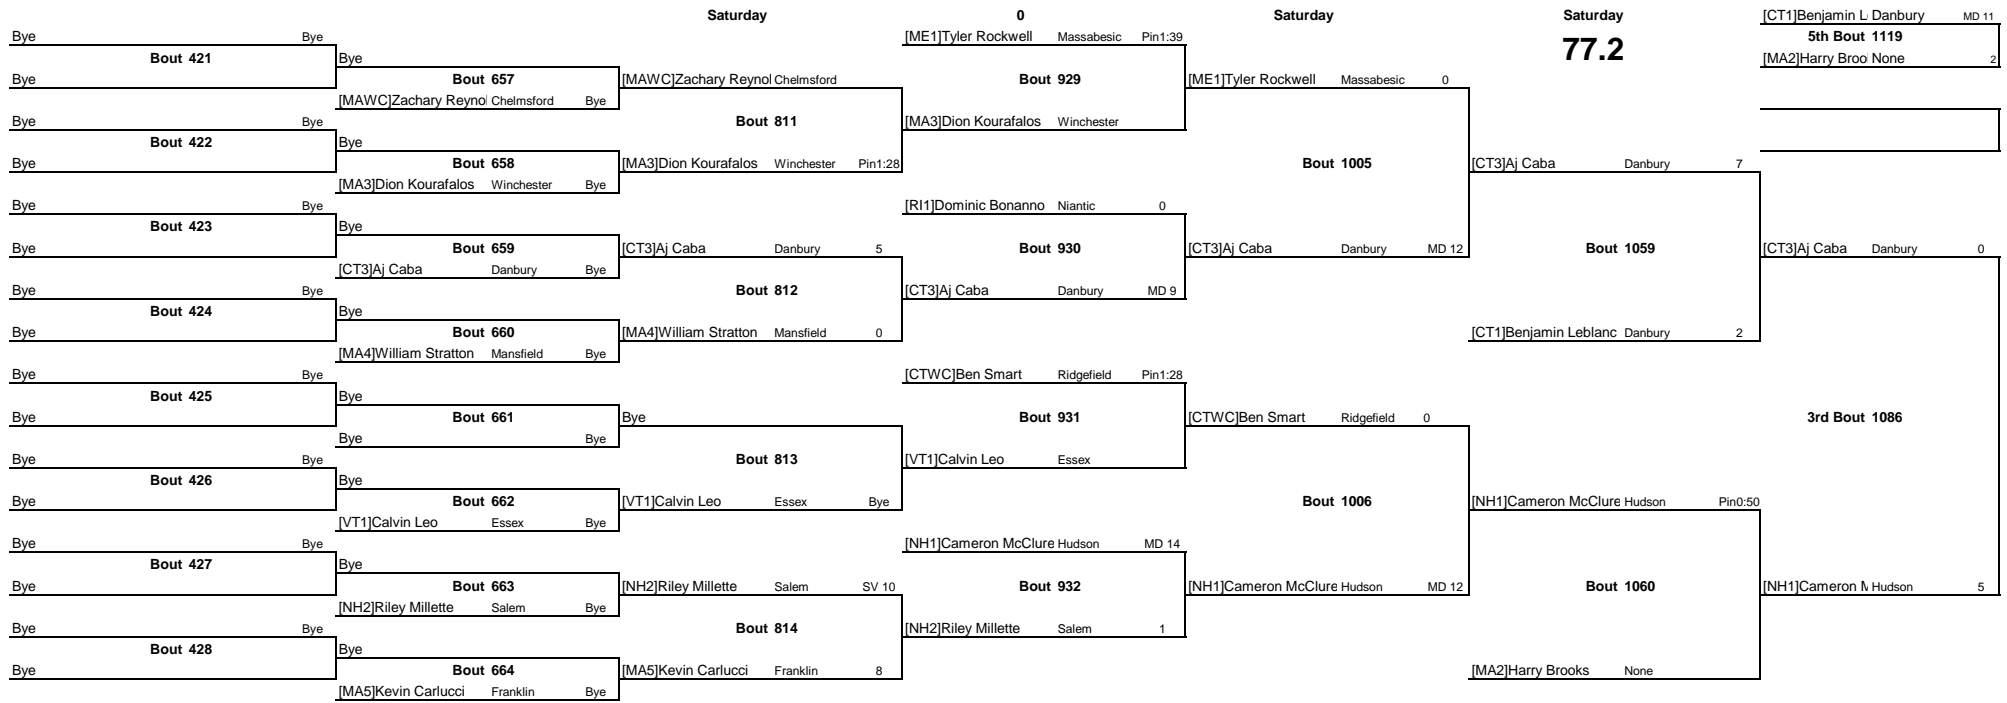 Saturday 0 Saturday Saturday
77.2
Bye Bye
Bout 421
Bye
Bye Bye
Bout 422
Bye
Bye Bye
Bout 423
Bye
Bye Bye
Bout 424
Bye
Bye Bye
Bout 425
Bye
Bye Bye
Bout 426
Bye
Bye Bye
Bout 427
Bye
Bye Bye
Bout 428
Bye
Bye
Bout 657
[MAWC]Zachary Reynol Chelmsford Bye
Bye
Bout 658
[MA3]Dion Kourafalos Winchester Bye
Bye
Bout 659
[CT3]Aj Caba Danbury Bye
Bye
Bout 660
[MA4]William Stratton Mansfield Bye
Bye
Bout 661
Bye Bye
Bye
Bout 662
[VT1]Calvin Leo Essex Bye
Bye
Bout 663
[NH2]Riley Millette Salem Bye
Bye
Bout 664
[MA5]Kevin Carlucci Franklin Bye
[MAWC]Zachary Reynol Chelmsford
Bout 811
[MA3]Dion Kourafalos Winchester Pin1:28
[CT3]Aj Caba Danbury 5
Bout 812
[MA4]William Stratton Mansfield 0
Bye
Bout 813
[VT1]Calvin Leo Essex Bye
[NH2]Riley Millette Salem SV 10
Bout 814
[MA5]Kevin Carlucci Franklin 8
[ME1]Tyler Rockwell Massabesic Pin1:39
Bout 929
[MA3]Dion Kourafalos Winchester
[RI1]Dominic Bonanno Niantic 0
Bout 930
[CT3]Aj Caba Danbury MD 9
[CTWC]Ben Smart Ridgefield Pin1:28
Bout 931
[VT1]Calvin Leo Essex
[NH1]Cameron McClure Hudson MD 14
Bout 932
[NH2]Riley Millette Salem 1
[ME1]Tyler Rockwell Massabesic 0
Bout 1005
[CT3]Aj Caba Danbury MD 12
[CTWC]Ben Smart Ridgefield 0
Bout 1006
[NH1]Cameron McClure Hudson MD 12
[CT3]Aj Caba Danbury 7
Bout 1059
[CT1]Benjamin Leblanc Danbury 2
[NH1]Cameron McClure Hudson Pin0:50
Bout 1060
[MA2]Harry Brooks None
[CT1]Benjamin L Danbury MD 11
5th Bout 1119
[MA2]Harry Broo None 2
[CT3]Aj Caba Danbury 0
3rd Bout 1086
[NH1]Cameron M Hudson 5